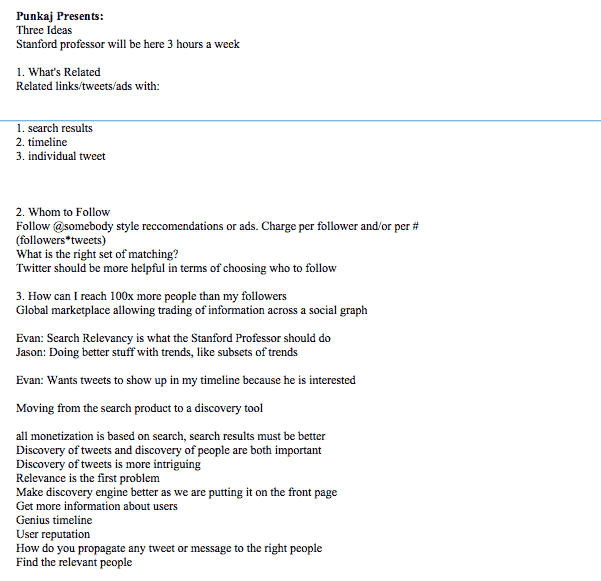 Punkaj Presents:
Three Ideas
Stanford professor will be here 3 hours a week
1. What's Related
Related links/tweets/ads with:
1. search results
2. timeline
3. individual tweet
2. Whom to Follow
Follow @somebody style reccomendations or ads. Charge per follower and/or per #
(followers*tweets)
What is the right set of matching?
Twitter should be more helpful in terms of choosing who to follow
3. How can I reach 100x more people than my followers
Global marketplace allowing trading of information across a social graph
Evan: Search Relevancy is what the Stanford Professor should do
Jason: Doing better stuff with trends, like subsets of trends
Evan: Wants tweets to show up in my timeline because he is interested
Moving from the search product to a discovery tool
all monetization is based on search, search results must be better
Discovery of tweets and discovery of people are both important
Discovery of tweets is more intriguing
Relevance is the first problem
Make discovery engine better as we are putting it on the front page
Get more information about users
Genius timeline
User reputation
How do you propagate any tweet or message to the right people
Find the relevant people